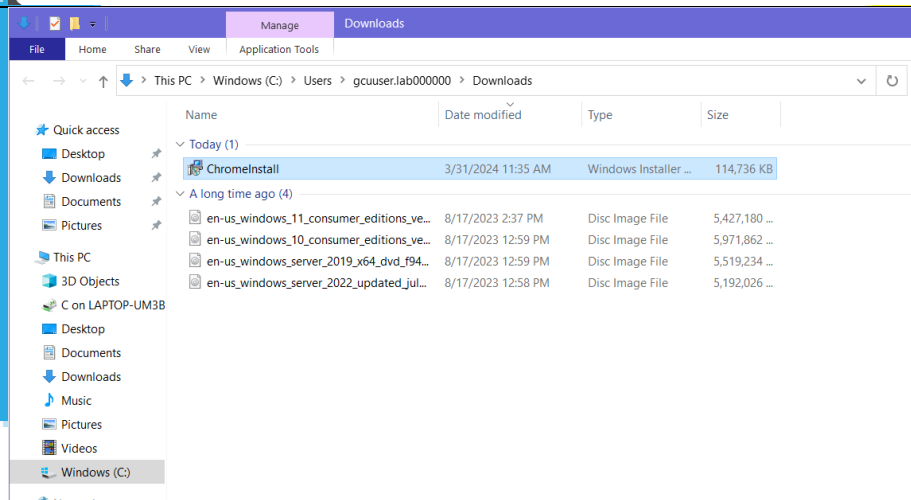 Manage
Downloads
File
Home
Share
View
Application Tools
This PC > Windows (C:) > Users > gcuuser.lab000000 > Downloads
Name
Date modified
Type
Size
Quick access
Desktop
Downloads
Documents
Pictures
This PC
3D Objects
C on LAPTOP-UM3B
Desktop
Documents
Downloads
Music
Pictures
Videos
Windows (C:)
Today (1)
ChromeInstall 3/31/2024 11:35 AM Windows Installer ... 114,736 KB
A long time ago (4)
en-us_windows_11_consumer_editions_ve... 8/17/2023 2:37 PM Disc Image File 5,427,180 ...
en-us_windows_10_consumer_editions_ve... 8/17/2023 12:59 PM Disc Image File 5,971,862 ...
en-us_windows_server_2019_x64_dvd_f94... 8/17/2023 12:59 PM Disc Image File 5,519,234 ...
en-us_windows_server_2022_updated_jul... 8/17/2023 12:58 PM Disc Image File 5,192,026 ...